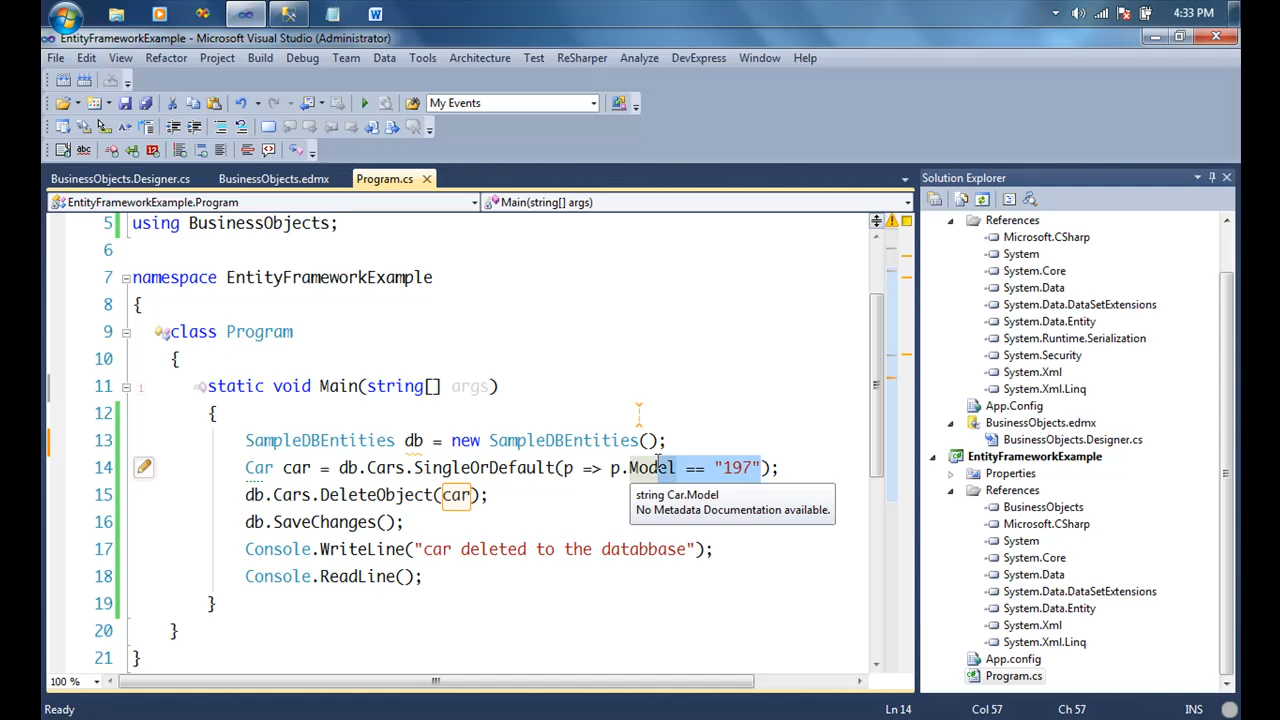 4:33 PM
EntityFrameworkExample - Microsoft Visual Studio (Administrator)
File Edit View Refactor Project Build Debug Team Data Tools Architecture Test ReSharper Analyze DevExpress Window Help
My Events
BusinessObjects.Designer.cs BusinessObjects.edmx Program.cs
Solution Explorer
EntityFrameworkExample.Program Main(string[] args)
5 using BusinessObjects;
6
7 namespace EntityFrameworkExample
8 {
9 class Program
10 {
11 1 static void Main(string[] args)
12 {
13 SampleDBEntities db = new SampleDBEntities();
14 Car car = db.Cars.SingleOrDefault(p => p.Model == "197");
string Car.Model
No Metadata Documentation available.
15 db.Cars.DeleteObject(car);
16 db.SaveChanges();
17 Console.WriteLine("car deleted to the databbase");
18 Console.ReadLine();
19 }
20 }
21 }
References
Microsoft.CSharp
System
System.Core
System.Data
System.Data.DataSetExtensions
System.Data.Entity
System.Runtime.Serialization
System.Security
System.Xml
System.Xml.Linq
App.Config
BusinessObjects.edmx
BusinessObjects.Designer.cs
EntityFrameworkExample
Properties
References
BusinessObjects
Microsoft.CSharp
System
System.Core
System.Data
System.Data.DataSetExtensions
System.Data.Entity
System.Xml
System.Xml.Linq
App.config
Program.cs
100 %
Ready Ln 14 Col 57 Ch 57 INS